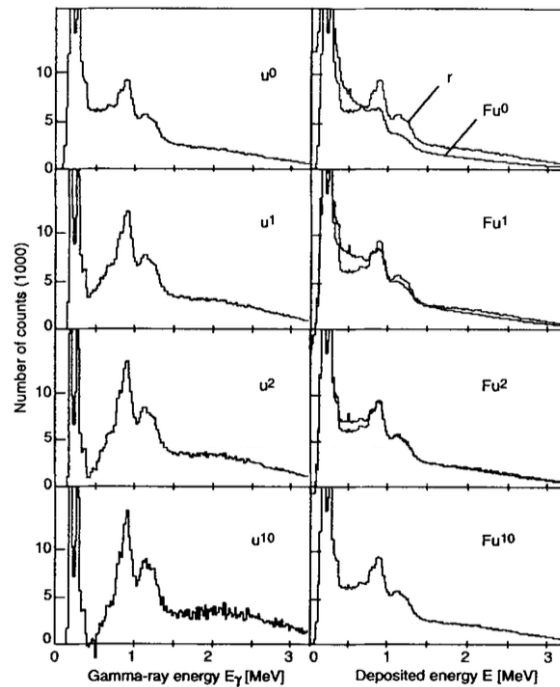 u⁰
r
Fu⁰
10
5
0
u¹
Fu¹
10
5
0
u²
Fu²
10
5
0
u¹⁰
Fu¹⁰
10
5
0
Number of counts (1000)
0 1 2 3 0 1 2 3
Gamma-ray energy Eγ [MeV]
Deposited energy E [MeV]